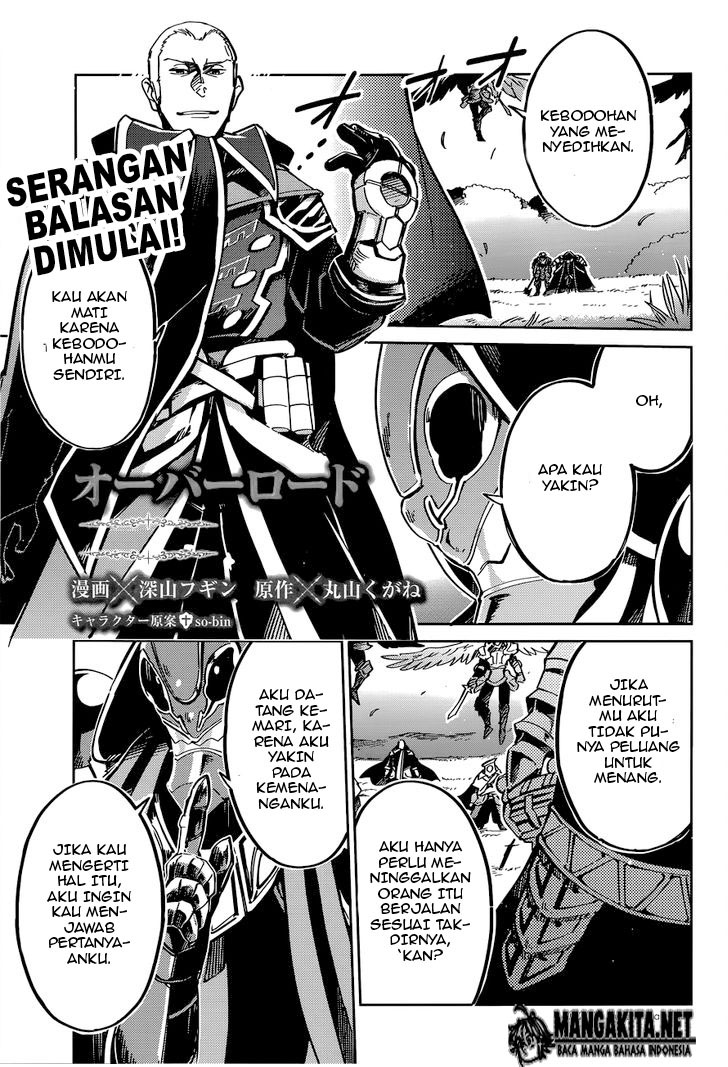 KEBODOHAN
YANG ME-
NYEDIHKAN.
SERANGAN
BALASAN
DIMULAI!
KAU AKAN
MATI
KARENA
KEBODO-
HANMU
SENDIRI.
OH,
APA KAU
YAKIN?
オーバーロード
漫画×深山フギン 原作×丸山くがね
キャラクター原案 so-bin
JIKA
MENURUT-
MU AKU
TIDAK PU-
NYA PELUANG
UNTUK
MENANG.
AKU HANYA
PERLU ME-
NINGGALKAN
ORANG ITU
BERJALAN
SESUAI TAK-
DIRNYA,
'KAN?
AKU DA-
TANG KE-
MARI, KA-
RENA AKU
YAKIN
PADA
KEMENA-
NGANKU.
JIKA KAU
MENGERTI
HAL ITU,
AKU INGIN
KAU MEN-
JAWAB
PERTANYA-
ANKU.
MANGAKITA.NET
BACA MANGA BAHASA INDONESIA